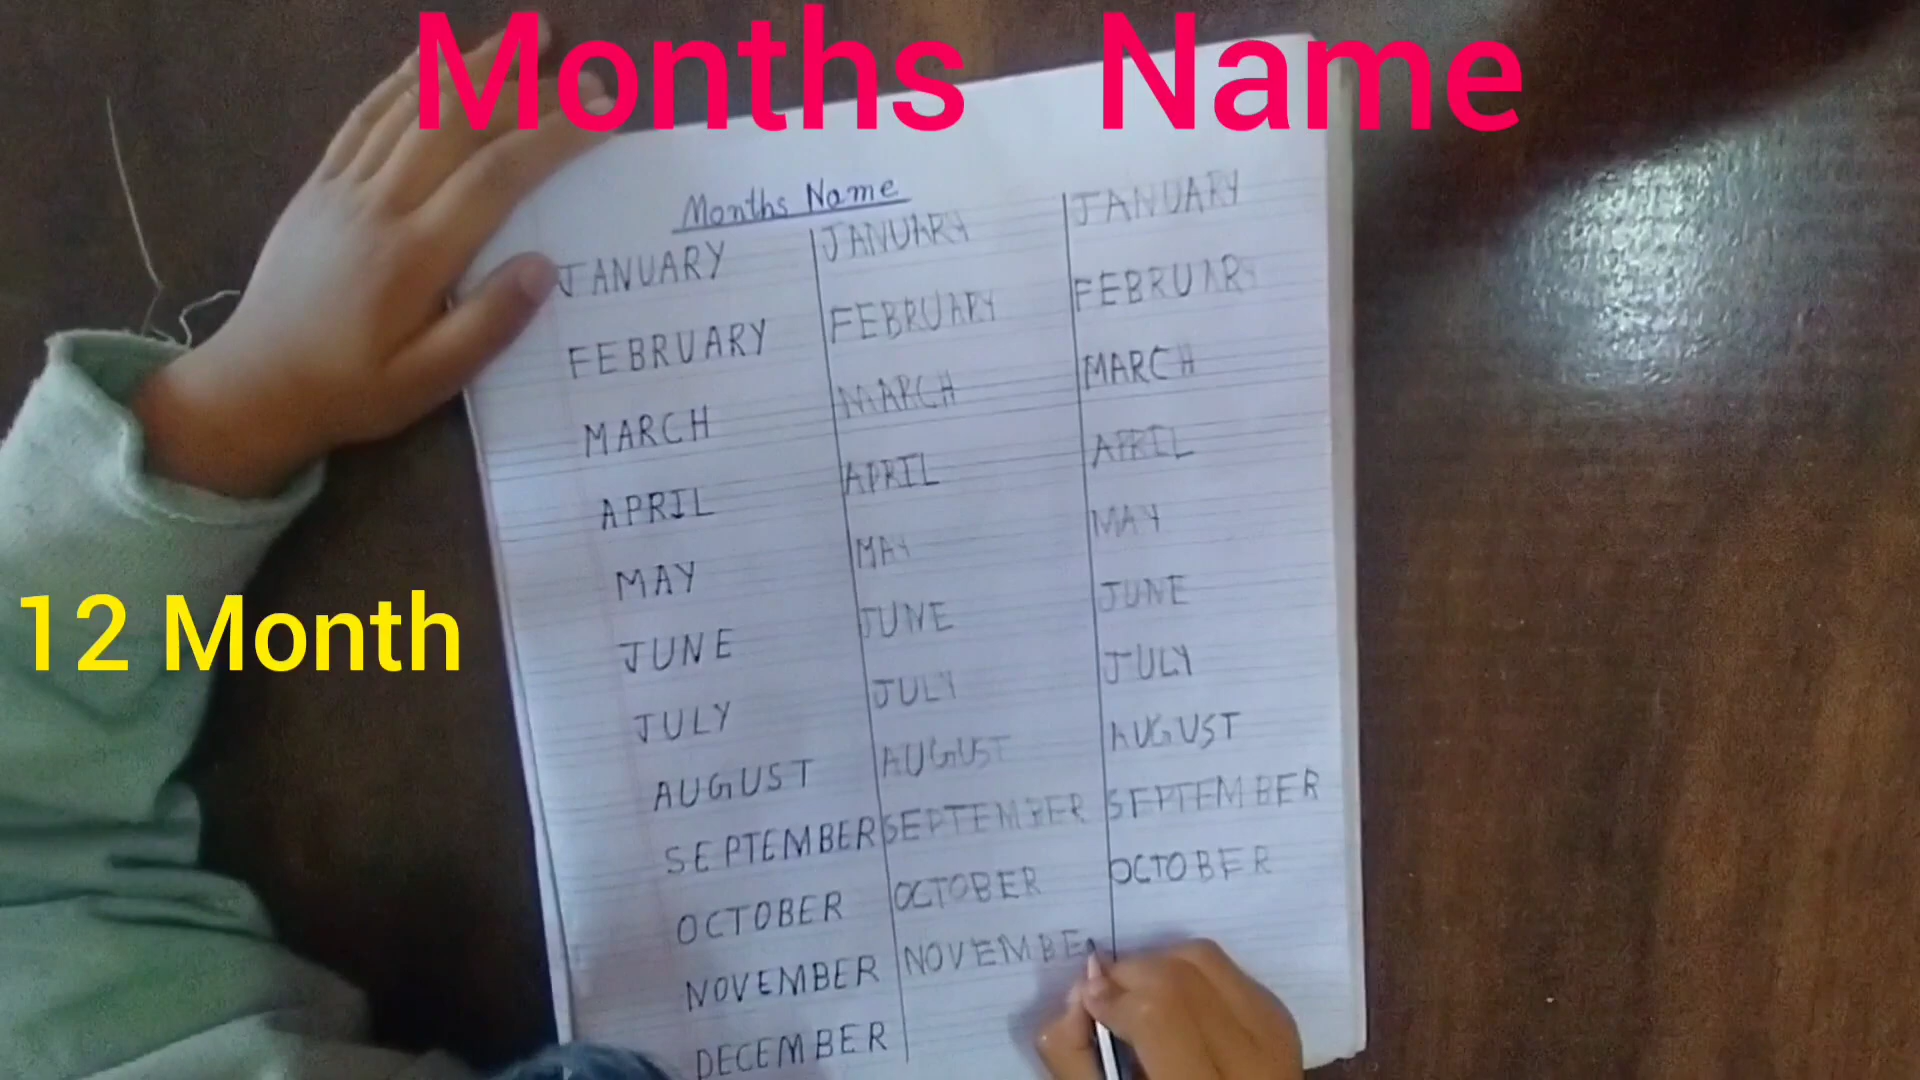 Months Name
Months Name
JANUARY JANUARY JANUARY
FEBRUARY FEBRUARY FEBRUARY
MARCH MARCH MARCH
APRIL APRIL APRIL
MAY MAY MAY
12 Month
JUNE JUNE JUNE
JULY JULY JULY
AUGUST AUGUST AUGUST
SEPTEMBER SEPTEMBER SEPTEMBER
OCTOBER OCTOBER OCTOBER
NOVEMBER NOVEMBE
DECEMBER